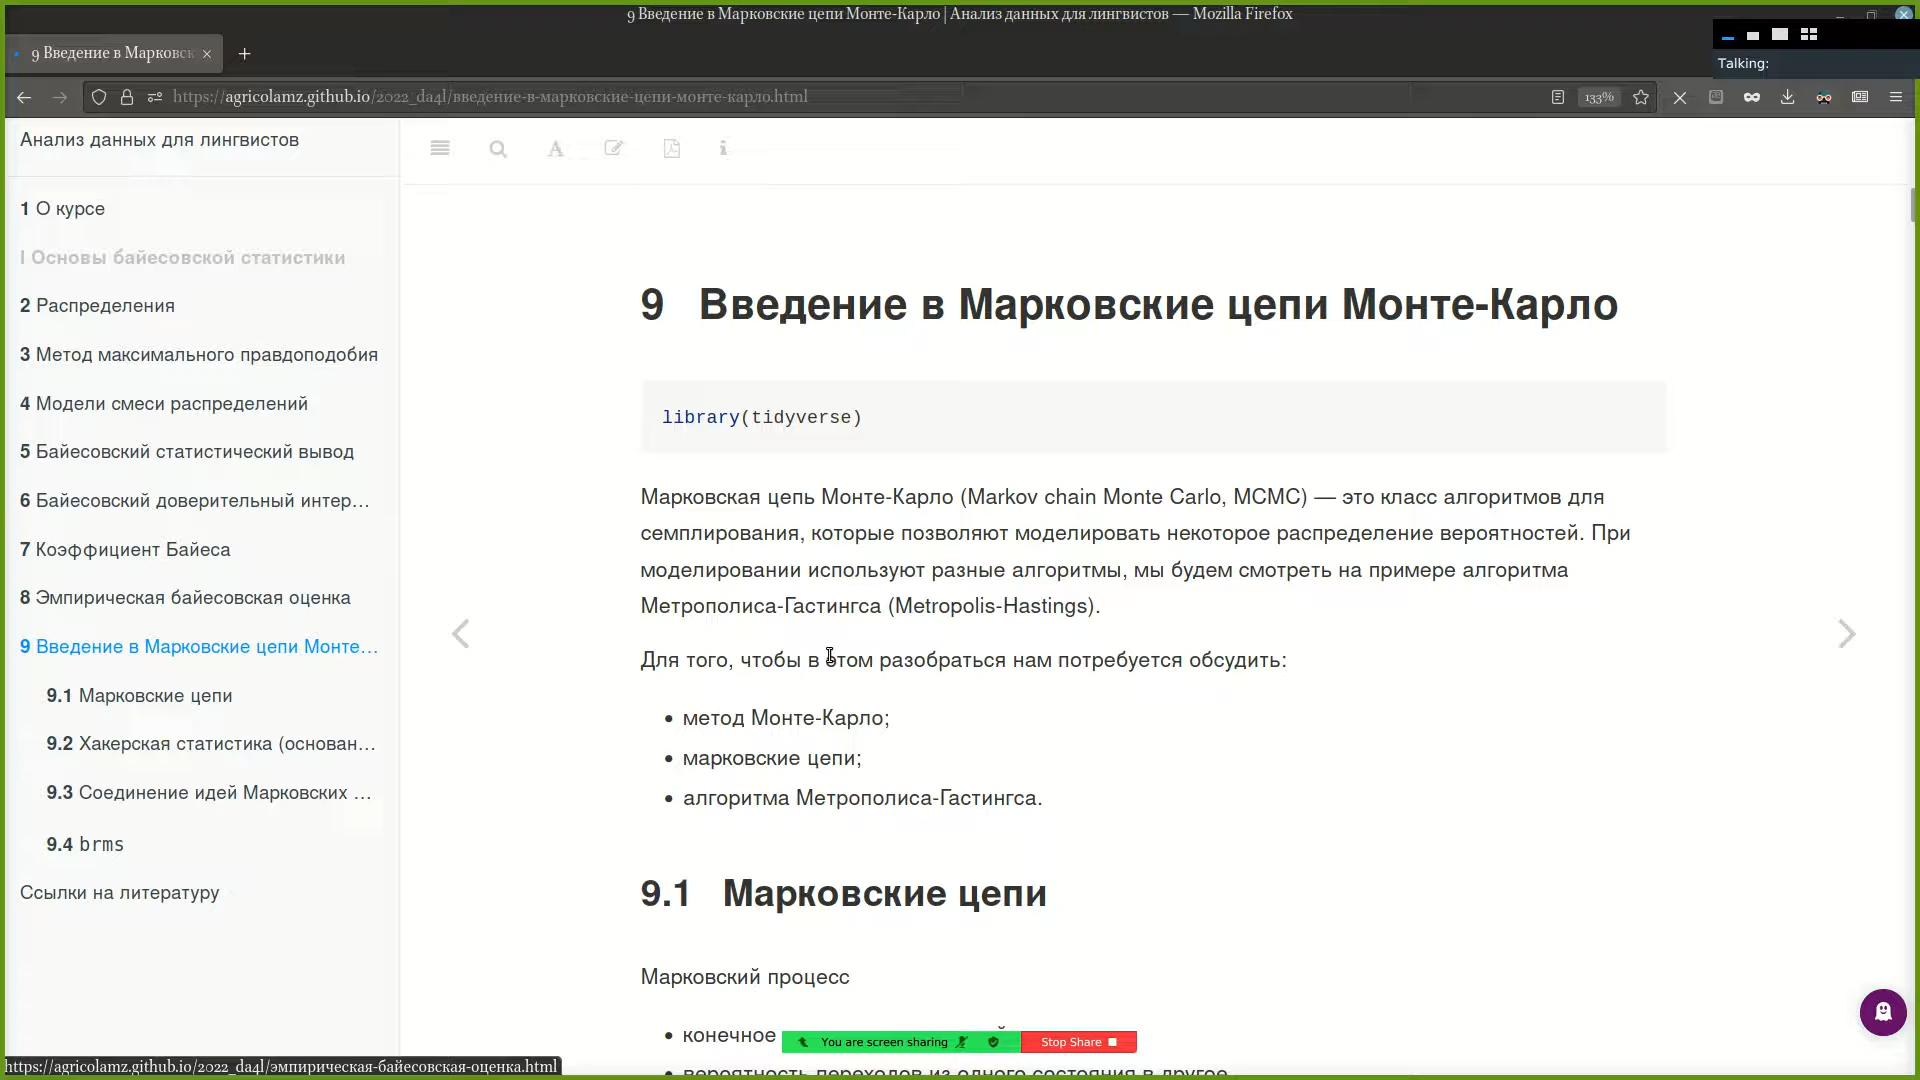 9 Введение в Марковские цепи Монте-Карло | Анализ данных для лингвистов — Mozilla Firefox
9 Введение в Марковск
Talking:
https://agricolamz.github.io/2022_da4l/введение-в-марковские-цепи-монте-карло.html
133%
Анализ данных для лингвистов
1 О курсе
I Основы байесовской статистики
2 Распределения
3 Метод максимального правдоподобия
4 Модели смеси распределений
5 Байесовский статистический вывод
6 Байесовский доверительный интер…
7 Коэффициент Байеса
8 Эмпирическая байесовская оценка
9 Введение в Марковские цепи Монте…
9.1 Марковские цепи
9.2 Хакерская статистика (основан…
9.3 Соединение идей Марковских …
9.4 brms
Ссылки на литературу
9 Введение в Марковские цепи Монте-Карло
library(tidyverse)
Марковская цепь Монте-Карло (Markov chain Monte Carlo, MCMC) — это класс алгоритмов для
семплирования, которые позволяют моделировать некоторое распределение вероятностей. При
моделировании используют разные алгоритмы, мы будем смотреть на примере алгоритма
Метрополиса-Гастингса (Metropolis-Hastings).
Для того, чтобы в этом разобраться нам потребуется обсудить:
• метод Монте-Карло;
• марковские цепи;
• алгоритма Метрополиса-Гастингса.
9.1 Марковские цепи
Марковский процесс
• конечное
You are screen sharing
Stop Share
• вероятность переходов из одного состояния в другое
https://agricolamz.github.io/2022_da4l/эмпирическая-байесовская-оценка.html